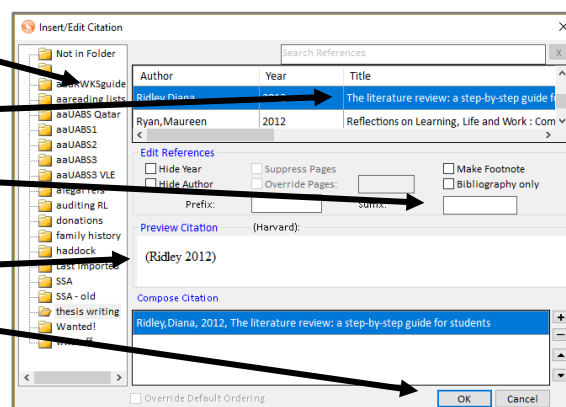 Insert/Edit Citation
Not in Folder
Search References
X
aaaRWKSguide
aareading lists
aaUABS Qatar
aaUABS1
aaUABS2
aaUABS3
aaUABS3 VLE
auditing RL
donations
family history
haddock
Last Imported
SSA
SSA - old
thesis writing
Wanted!
Author Year Title
Ridley,Diana The literature review: a step-by-step guide f
Ryan,Maureen 2012 Reflections on Learning, Life and Work : Com
Edit References
Hide Year Suppress Pages Make Footnote
Hide Author Override Pages: Bibliography only
Prefix: Suffix:
Preview Citation (Harvard):
(Ridley 2012)
Compose Citation
Ridley,Diana, 2012, The literature review: a step-by-step guide for students
Override Default Ordering
OK Cancel